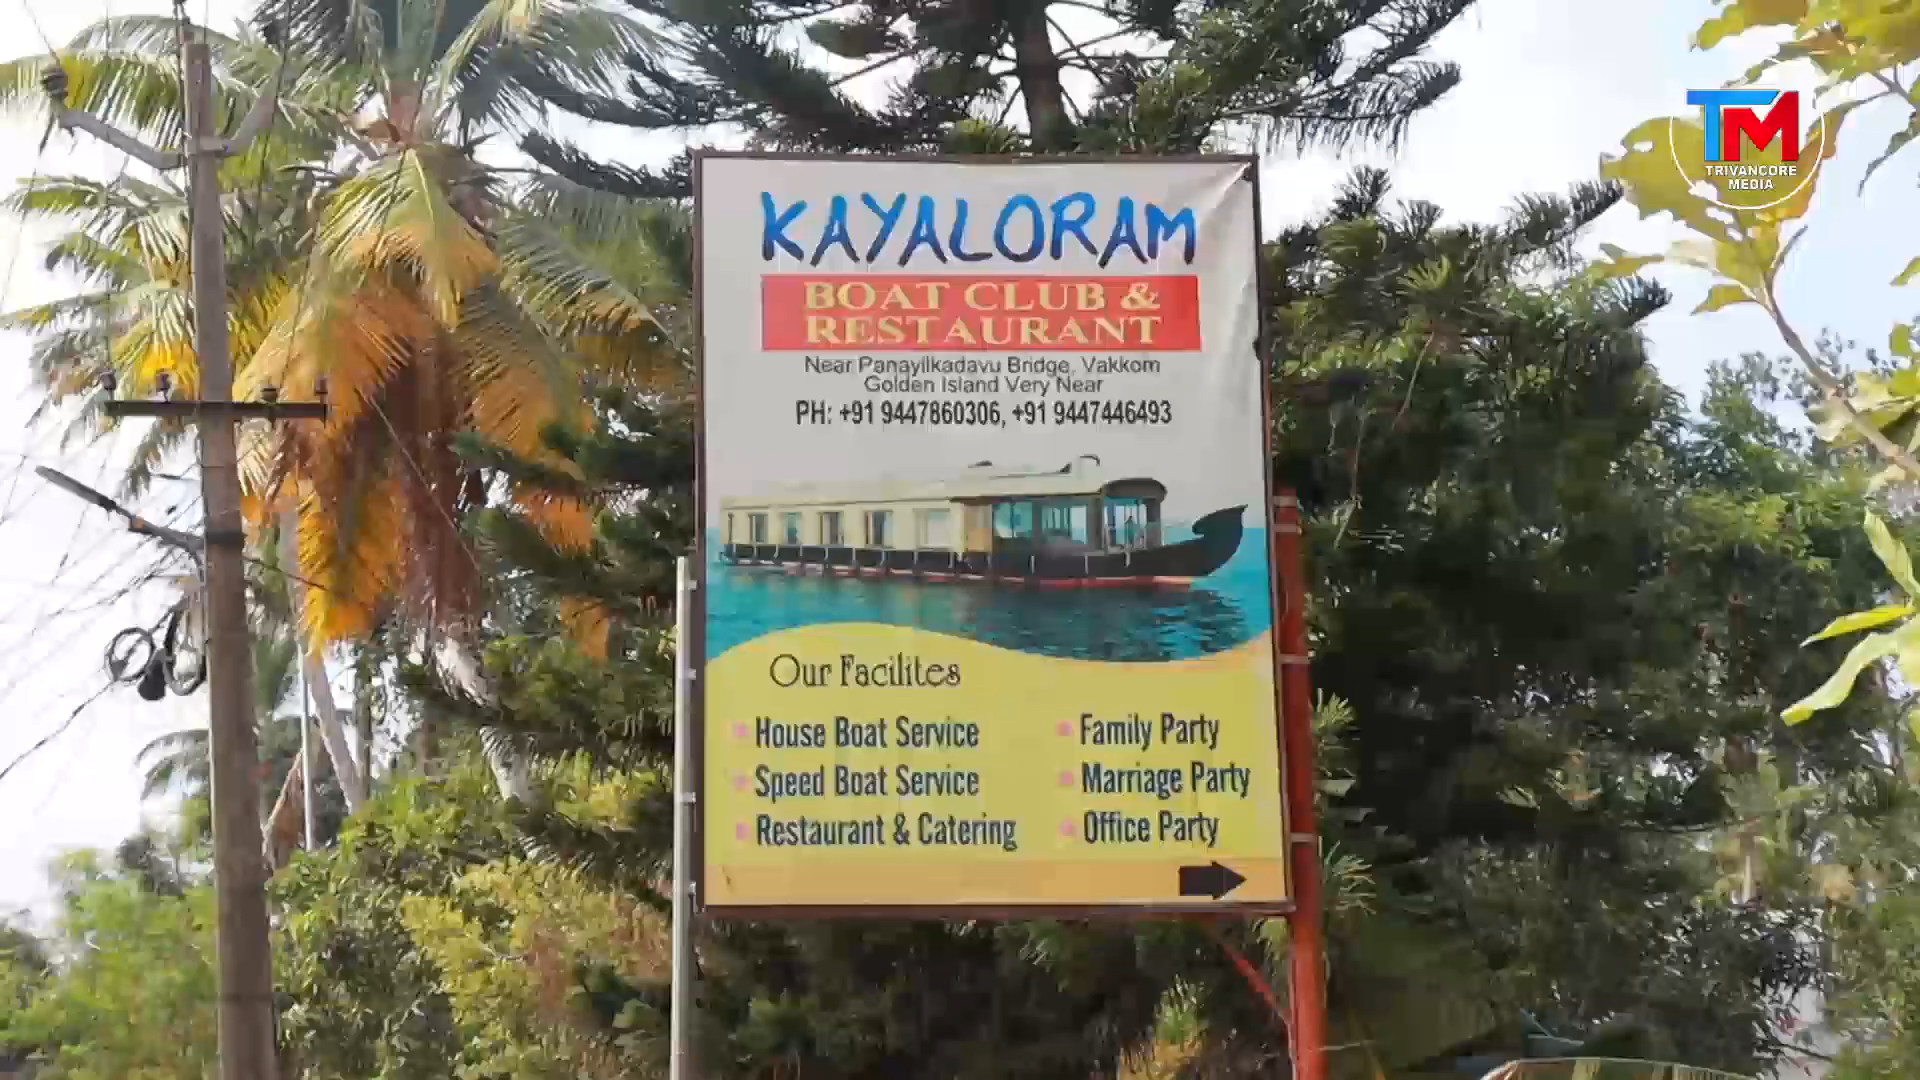 TM
TRIVANCORE
MEDIA
KAYALORAM
BOAT CLUB &
RESTAURANT
Near Panayilkadavu Bridge, Vakkom
Golden Island Very Near
PH: +91 9447860306, +91 9447446493
Our Facilites
House Boat Service
Speed Boat Service
Restaurant & Catering
Family Party
Marriage Party
Office Party